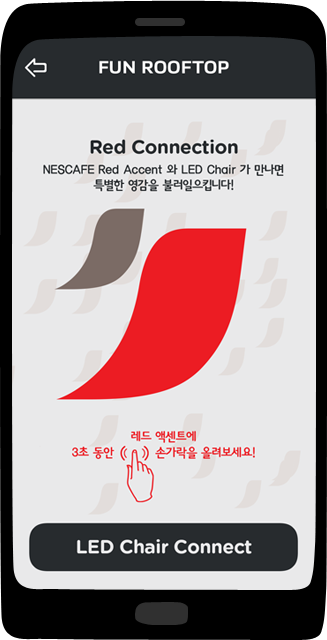 FUN ROOFTOP
Red Connection
NESCAFE Red Accent 와 LED Chair 가 만나면
특별한 영감을 불러일으킵니다!
레드 액센트에
3초 동안 손가락을 올려보세요!
LED Chair Connect